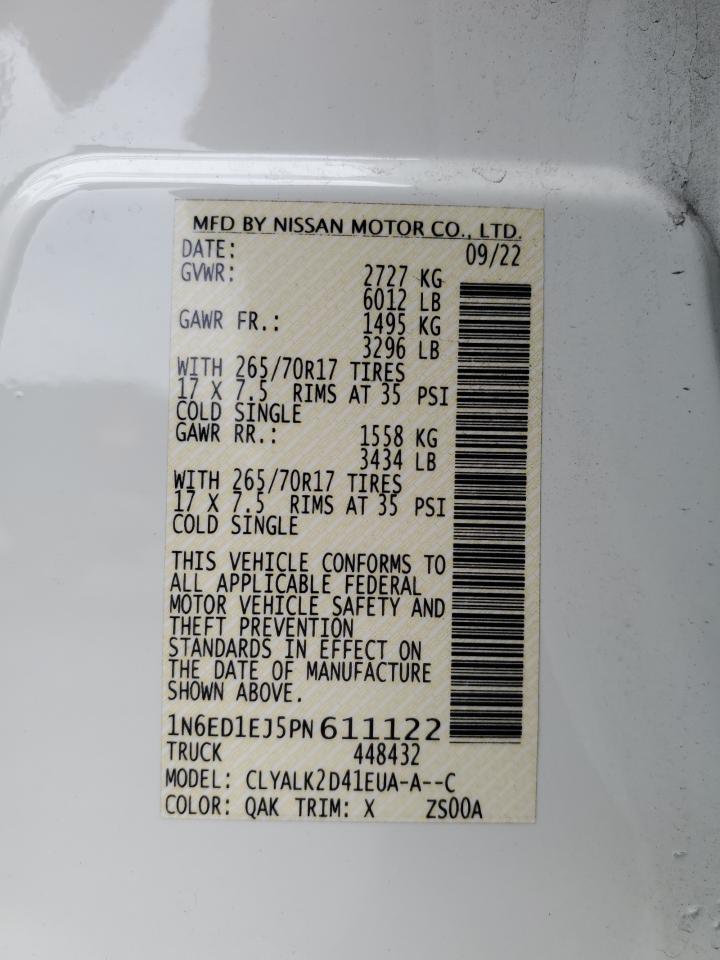 MFD BY NISSAN MOTOR CO., LTD.
DATE: 09/22
GVWR: 2727 KG
6012 LB
GAWR FR.: 1495 KG
3296 LB
WITH 265/70R17 TIRES
17 X 7.5 RIMS AT 35 PSI
COLD SINGLE
GAWR RR.: 1558 KG
3434 LB
WITH 265/70R17 TIRES
17 X 7.5 RIMS AT 35 PSI
COLD SINGLE
THIS VEHICLE CONFORMS TO
ALL APPLICABLE FEDERAL
MOTOR VEHICLE SAFETY AND
THEFT PREVENTION
STANDARDS IN EFFECT ON
THE DATE OF MANUFACTURE
SHOWN ABOVE.
1N6ED1EJ5PN611122
TRUCK 448432
MODEL: CLYALK2D41EUA-A--C
COLOR: QAK TRIM: X ZS00A